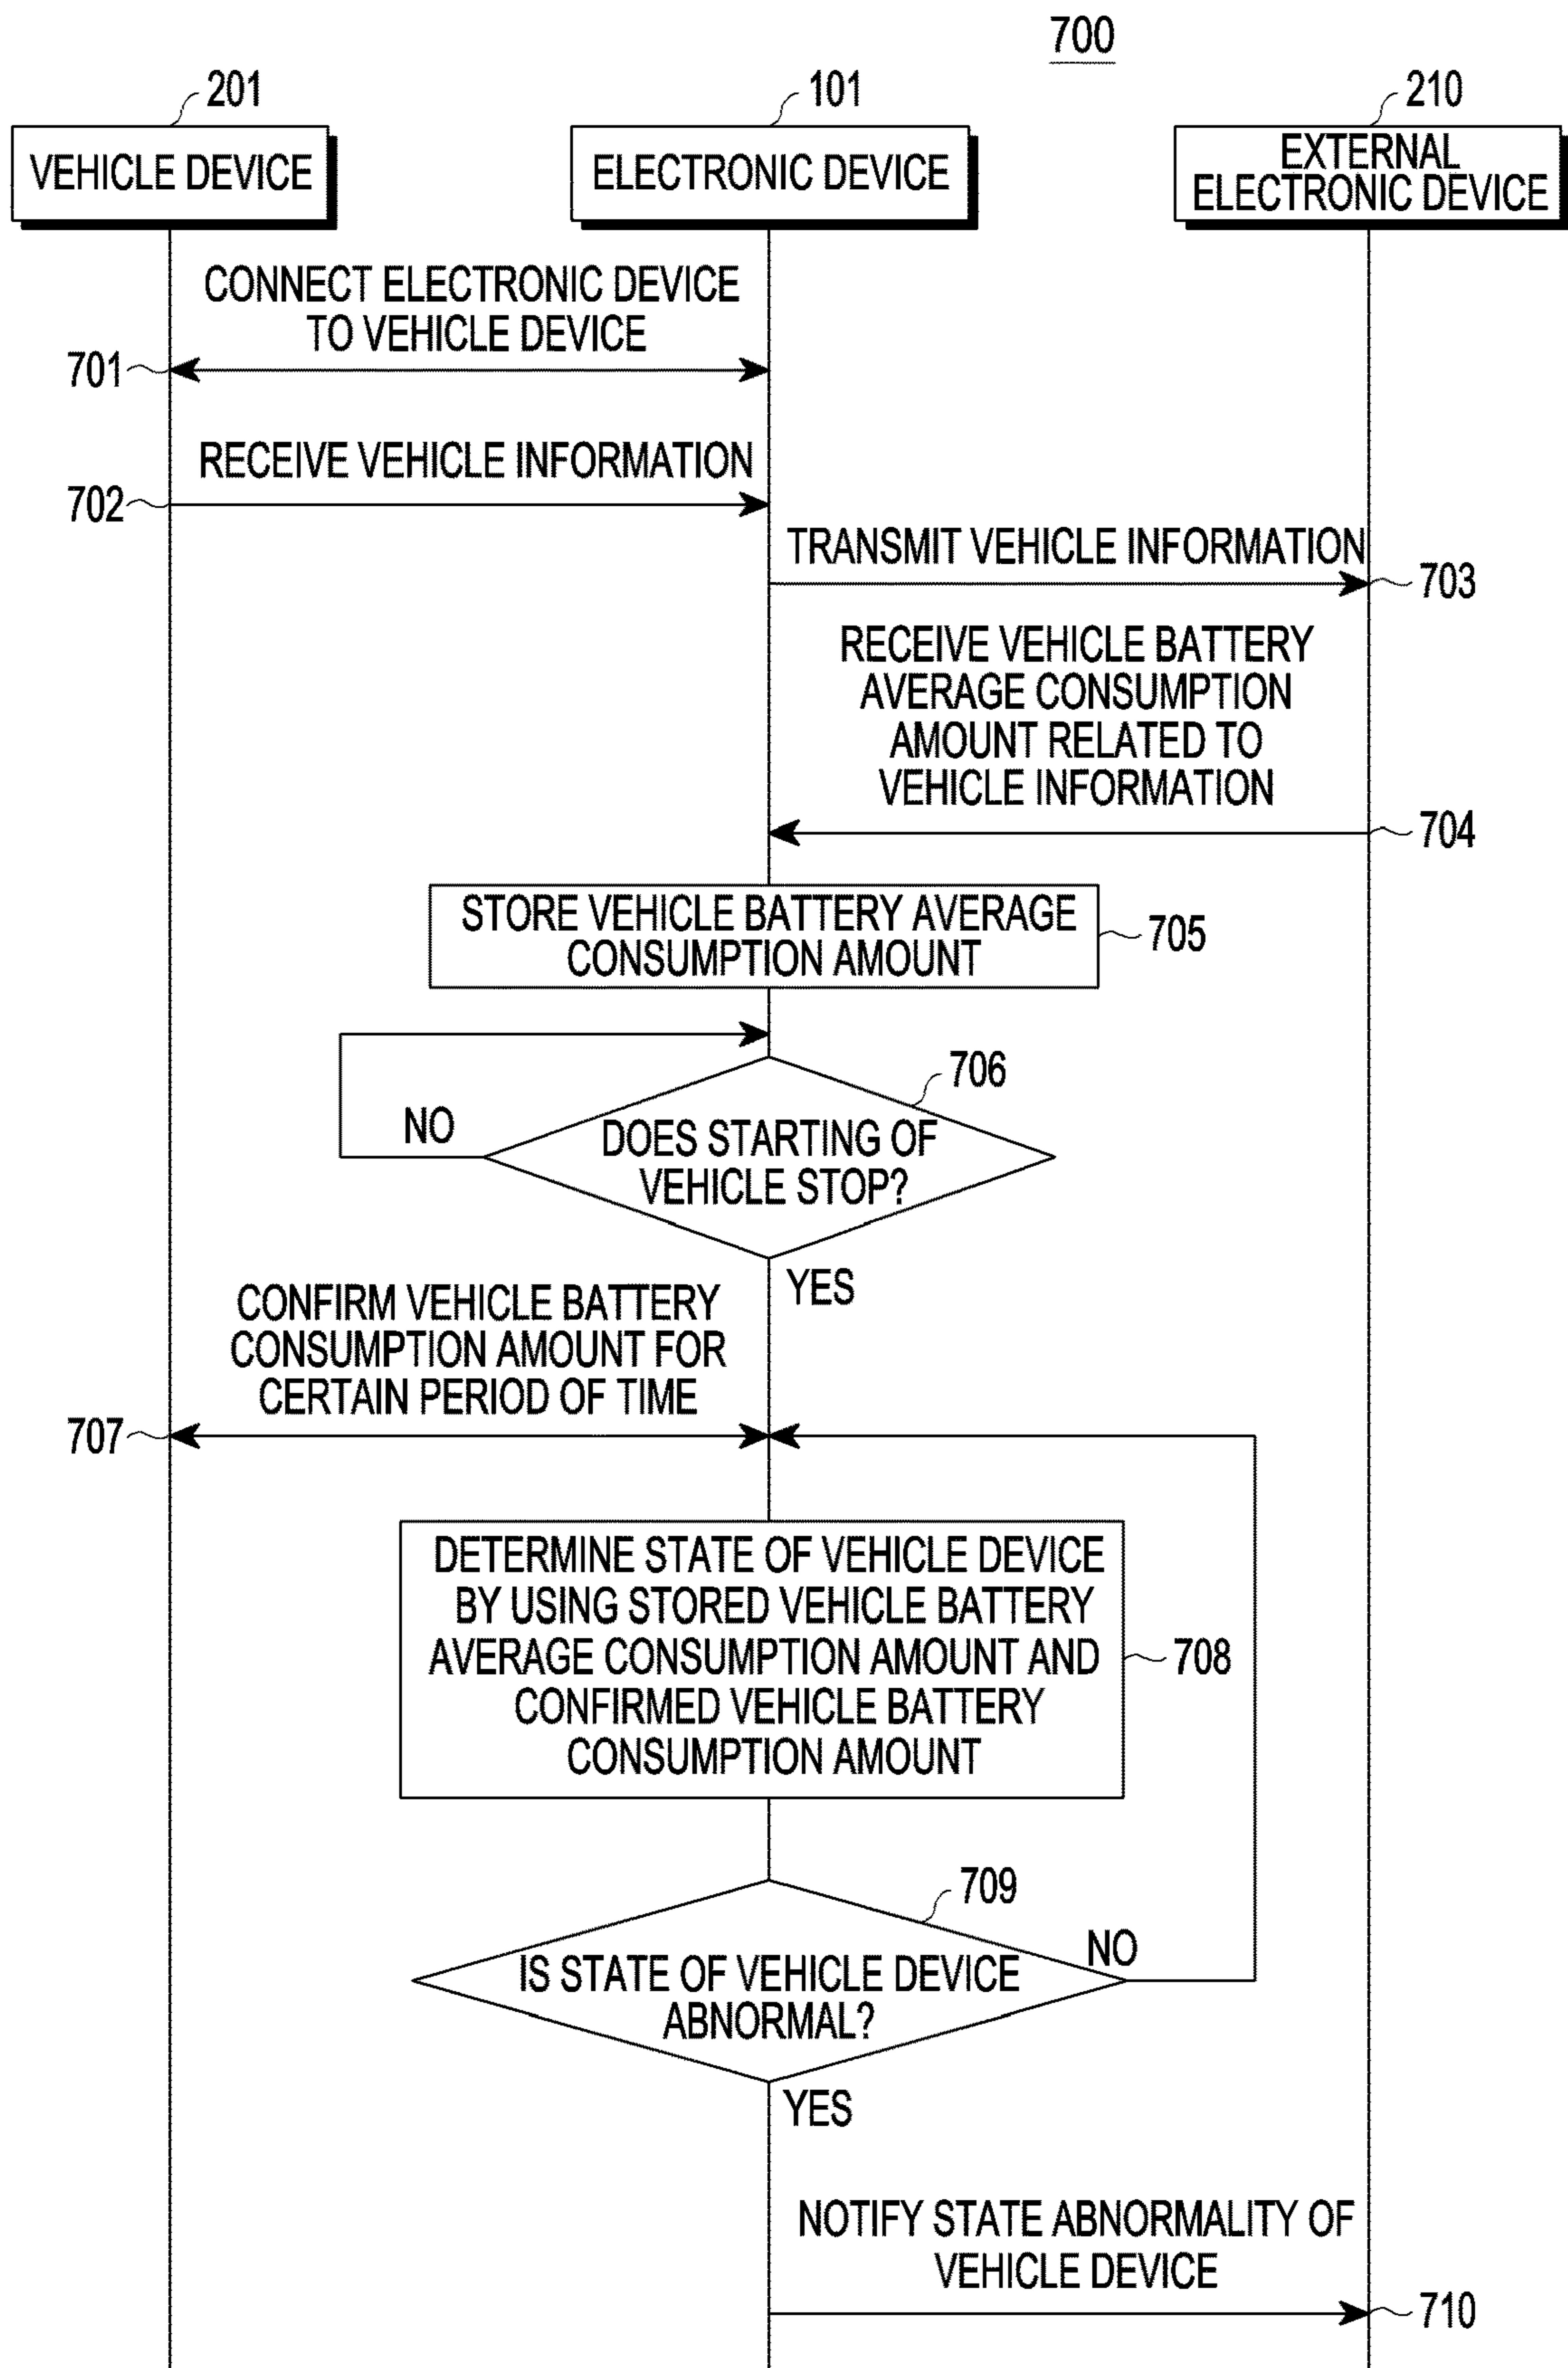 700
201
101
210
VEHICLE DEVICE
ELECTRONIC DEVICE
EXTERNAL
ELECTRONIC DEVICE
CONNECT ELECTRONIC DEVICE
TO VEHICLE DEVICE
701
RECEIVE VEHICLE INFORMATION
702
TRANSMIT VEHICLE INFORMATION
703
RECEIVE VEHICLE BATTERY
AVERAGE CONSUMPTION
AMOUNT RELATED TO
VEHICLE INFORMATION
704
STORE VEHICLE BATTERY AVERAGE
CONSUMPTION AMOUNT
705
706
NO
DOES STARTING OF
VEHICLE STOP?
YES
CONFIRM VEHICLE BATTERY
CONSUMPTION AMOUNT FOR
CERTAIN PERIOD OF TIME
707
DETERMINE STATE OF VEHICLE DEVICE
BY USING STORED VEHICLE BATTERY
AVERAGE CONSUMPTION AMOUNT AND
CONFIRMED VEHICLE BATTERY
CONSUMPTION AMOUNT
708
709
NO
IS STATE OF VEHICLE DEVICE
ABNORMAL?
YES
NOTIFY STATE ABNORMALITY OF
VEHICLE DEVICE
710